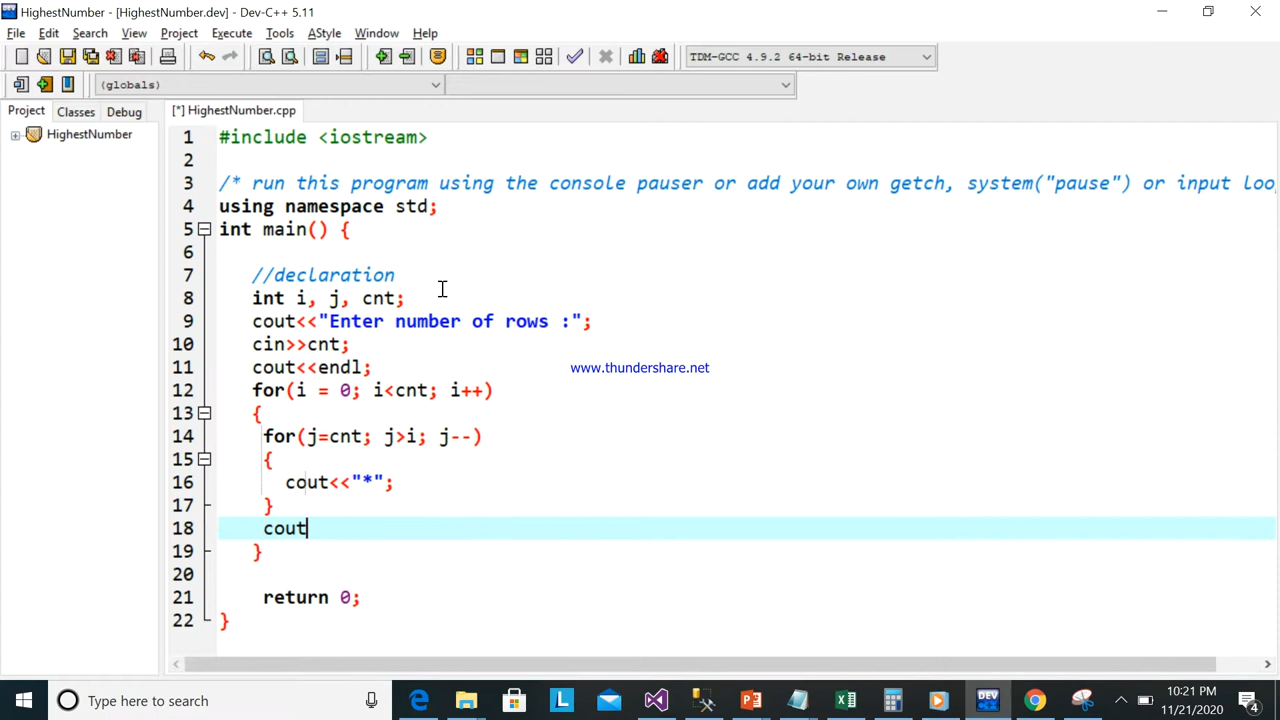 HighestNumber - [HighestNumber.dev] - Dev-C++ 5.11
File Edit Search View Project Execute Tools AStyle Window Help
TDM-GCC 4.9.2 64-bit Release
(globals)
Project Classes Debug
[*] HighestNumber.cpp
HighestNumber
1 #include <iostream>
2
3 /* run this program using the console pauser or add your own getch, system("pause") or input loo
4 using namespace std;
5 int main() {
6
7 //declaration
8 int i, j, cnt;
9 cout<<"Enter number of rows :";
10 cin>>cnt;
11 cout<<endl;
www.thundershare.net
12 for(i = 0; i<cnt; i++)
13 {
14 for(j=cnt; j>i; j--)
15 {
16 cout<<"*";
17 }
18 cout
19 }
20
21 return 0;
22 }
Type here to search
10:21 PM
11/21/2020
4